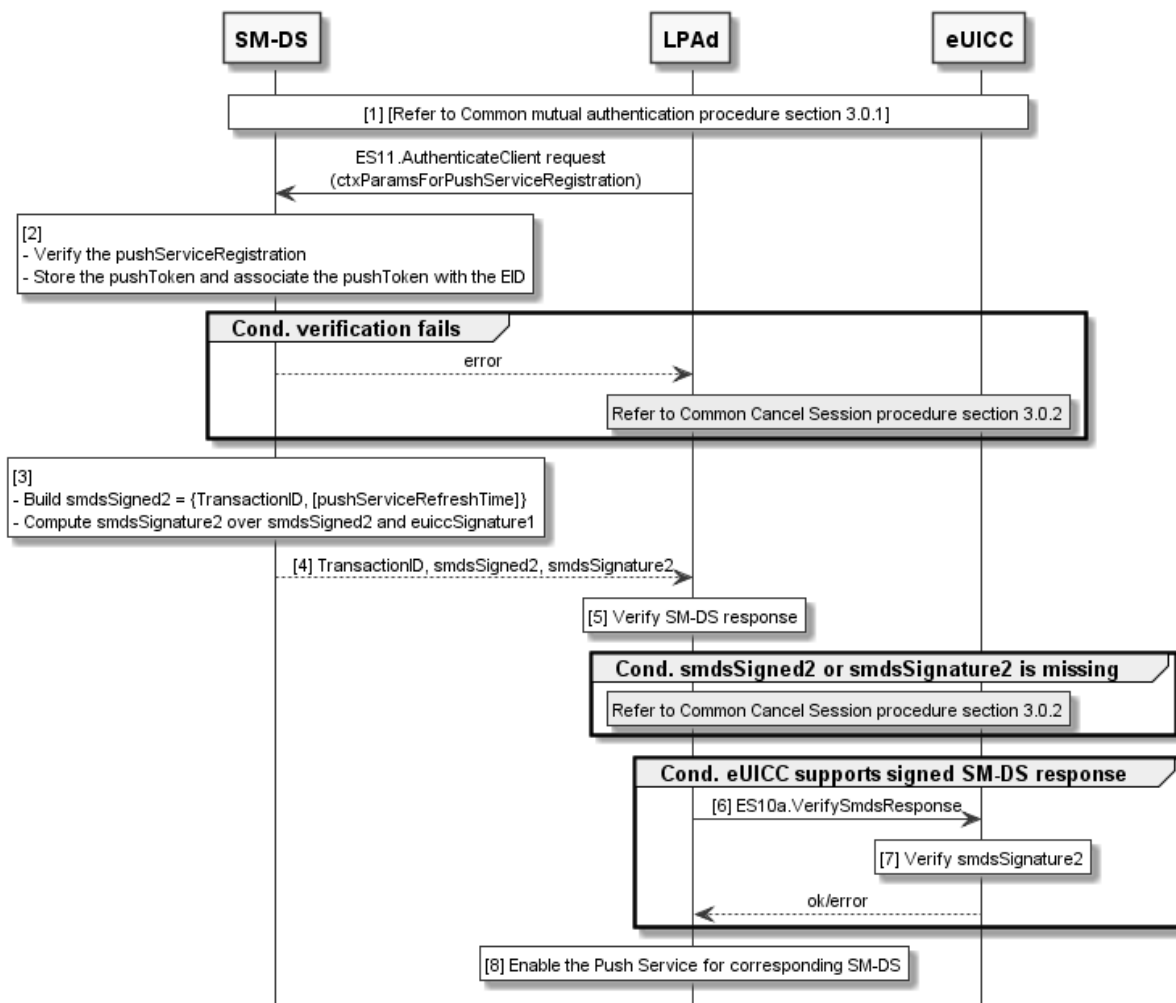 SM-DS
LPAd
eUICC
[1] [Refer to Common mutual authentication procedure section 3.0.1]
ES11.AuthenticateClient request
(ctxParamsForPushServiceRegistration)
[2]
- Verify the pushServiceRegistration
- Store the pushToken and associate the pushToken with the EID
Cond. verification fails
error
Refer to Common Cancel Session procedure section 3.0.2
[3]
- Build smdsSigned2 = {TransactionID, [pushServiceRefreshTime]}
- Compute smdsSignature2 over smdsSigned2 and euiccSignature1
[4] TransactionID, smdsSigned2, smdsSignature2
[5] Verify SM-DS response
Cond. smdsSigned2 or smdsSignature2 is missing
Refer to Common Cancel Session procedure section 3.0.2
Cond. eUICC supports signed SM-DS response
[6] ES10a.VerifySmdsResponse
[7] Verify smdsSignature2
ok/error
[8] Enable the Push Service for corresponding SM-DS